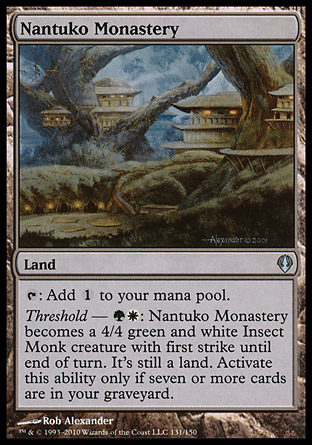 Nantuko Monastery
Alexander ©2001
Land
: Add 1 to your mana pool.
Threshold — : Nantuko Monastery
becomes a 4/4 green and white Insect
Monk creature with first strike until
end of turn. It's still a land. Activate
this ability only if seven or more cards
are in your graveyard.
Rob Alexander
™ & © 1993–2010 Wizards of the Coast LLC 131/150